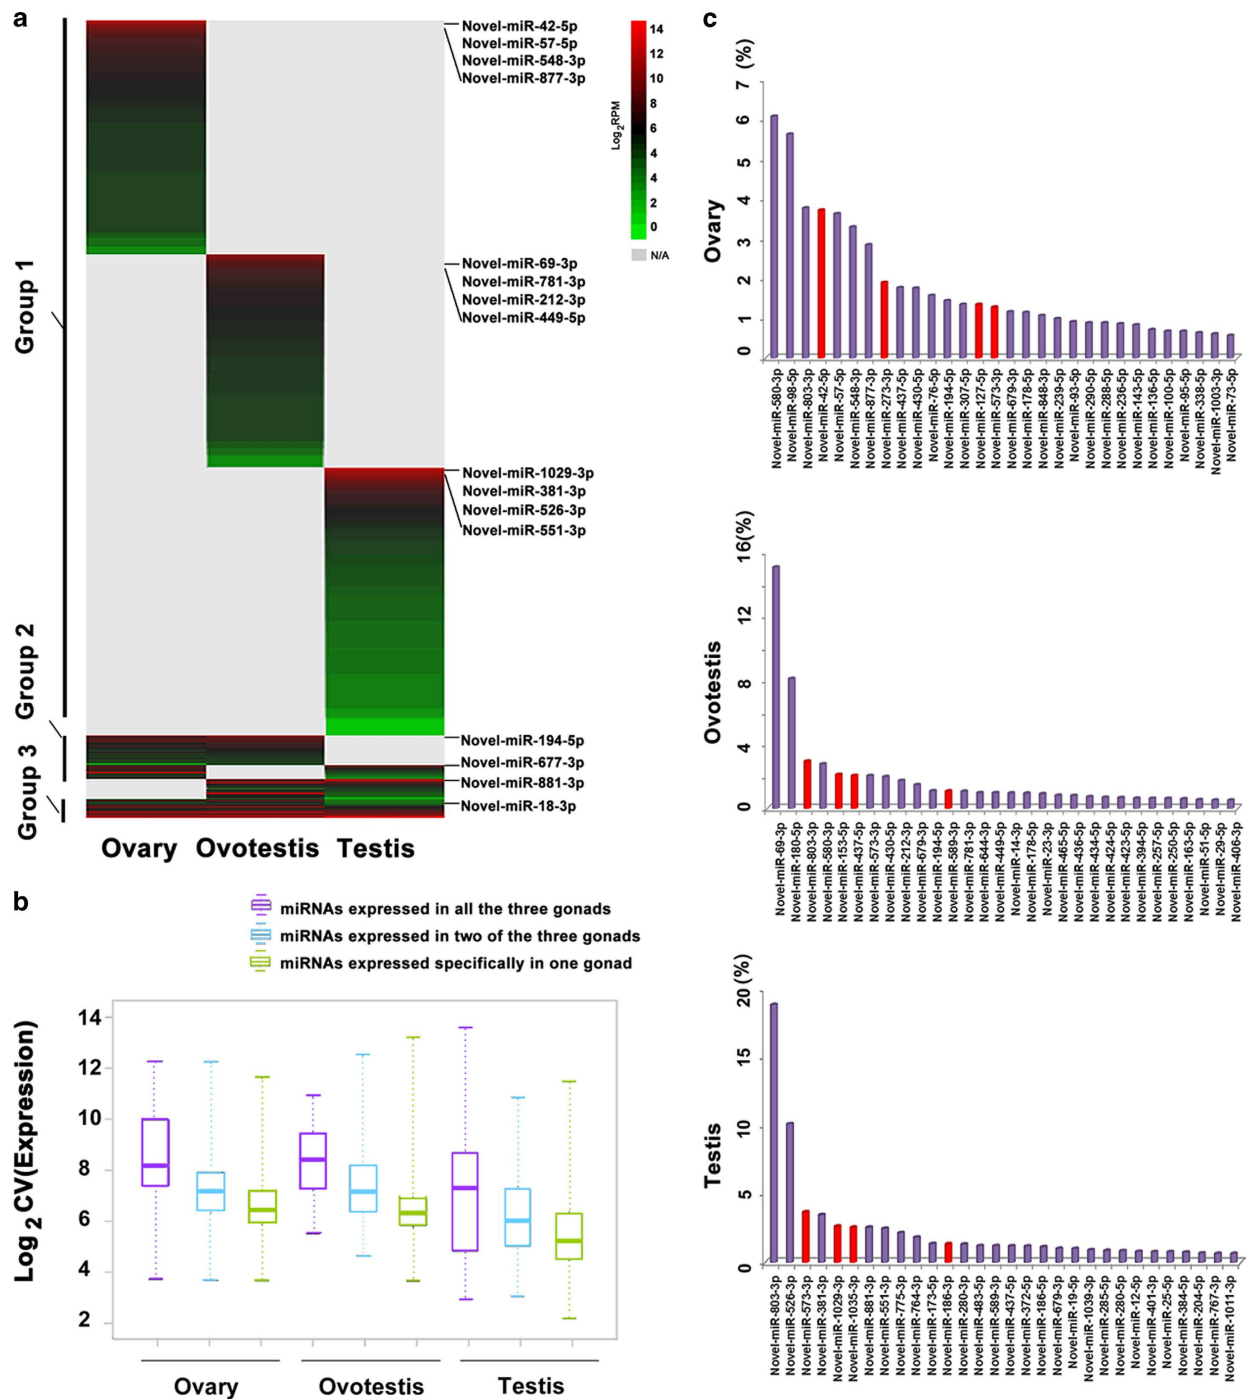 a
Group 1
Group 2
Group 3
Novel-miR-42-5p
Novel-miR-57-5p
Novel-miR-548-3p
Novel-miR-877-3p
Novel-miR-69-3p
Novel-miR-781-3p
Novel-miR-212-3p
Novel-miR-449-5p
Novel-miR-1029-3p
Novel-miR-381-3p
Novel-miR-526-3p
Novel-miR-551-3p
Novel-miR-194-5p
Novel-miR-677-3p
Novel-miR-881-3p
Novel-miR-18-3p
Ovary Ovotestis Testis
Log2RPM
14
12
10
8
6
4
2
0
N/A
b
miRNAs expressed in all the three gonads
miRNAs expressed in two of the three gonads
miRNAs expressed specifically in one gonad
Log 2 CV(Expression)
14
12
10
8
6
4
2
Ovary Ovotestis Testis
c
(%)
Ovary
7
6
5
4
3
2
1
0
Novel-miR-580-3p
Novel-miR-98-5p
Novel-miR-803-3p
Novel-miR-42-5p
Novel-miR-57-5p
Novel-miR-548-3p
Novel-miR-877-3p
Novel-miR-273-3p
Novel-miR-437-5p
Novel-miR-430-5p
Novel-miR-76-5p
Novel-miR-194-5p
Novel-miR-307-5p
Novel-miR-127-5p
Novel-miR-573-3p
Novel-miR-679-3p
Novel-miR-178-5p
Novel-miR-848-3p
Novel-miR-239-5p
Novel-miR-93-5p
Novel-miR-290-5p
Novel-miR-288-5p
Novel-miR-236-5p
Novel-miR-143-5p
Novel-miR-136-5p
Novel-miR-100-5p
Novel-miR-95-5p
Novel-miR-338-5p
Novel-miR-1003-3p
Novel-miR-73-5p
(%)
Ovotestis
16
12
8
4
0
Novel-miR-69-3p
Novel-miR-180-5p
Novel-miR-803-3p
Novel-miR-580-3p
Novel-miR-153-5p
Novel-miR-437-5p
Novel-miR-573-3p
Novel-miR-430-5p
Novel-miR-212-3p
Novel-miR-679-3p
Novel-miR-194-5p
Novel-miR-589-3p
Novel-miR-781-3p
Novel-miR-644-3p
Novel-miR-449-5p
Novel-miR-14-3p
Novel-miR-178-5p
Novel-miR-23-3p
Novel-miR-465-5p
Novel-miR-436-5p
Novel-miR-434-5p
Novel-miR-424-5p
Novel-miR-423-5p
Novel-miR-394-5p
Novel-miR-257-5p
Novel-miR-250-5p
Novel-miR-163-5p
Novel-miR-51-5p
Novel-miR-29-5p
Novel-miR-406-3p
(%)
Testis
20
15
10
5
0
Novel-miR-803-3p
Novel-miR-526-3p
Novel-miR-573-3p
Novel-miR-381-3p
Novel-miR-1029-3p
Novel-miR-1035-3p
Novel-miR-881-3p
Novel-miR-551-3p
Novel-miR-775-3p
Novel-miR-764-3p
Novel-miR-173-5p
Novel-miR-186-3p
Novel-miR-280-3p
Novel-miR-483-5p
Novel-miR-589-3p
Novel-miR-437-5p
Novel-miR-372-5p
Novel-miR-186-5p
Novel-miR-679-3p
Novel-miR-19-5p
Novel-miR-1039-3p
Novel-miR-285-5p
Novel-miR-280-5p
Novel-miR-12-5p
Novel-miR-401-3p
Novel-miR-25-5p
Novel-miR-384-5p
Novel-miR-204-5p
Novel-miR-767-3p
Novel-miR-1011-3p